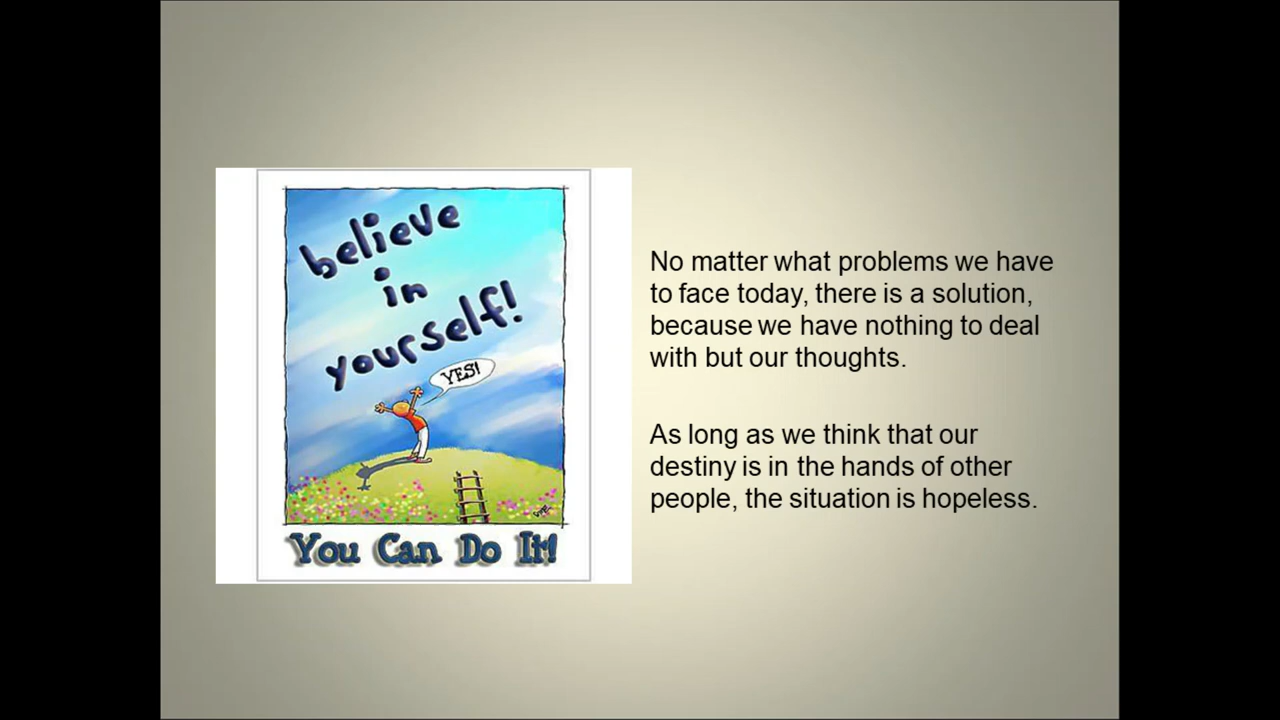 believe
in
yourself!
YES!
You Can Do It!
No matter what problems we have
to face today, there is a solution,
because we have nothing to deal
with but our thoughts.
As long as we think that our
destiny is in the hands of other
people, the situation is hopeless.